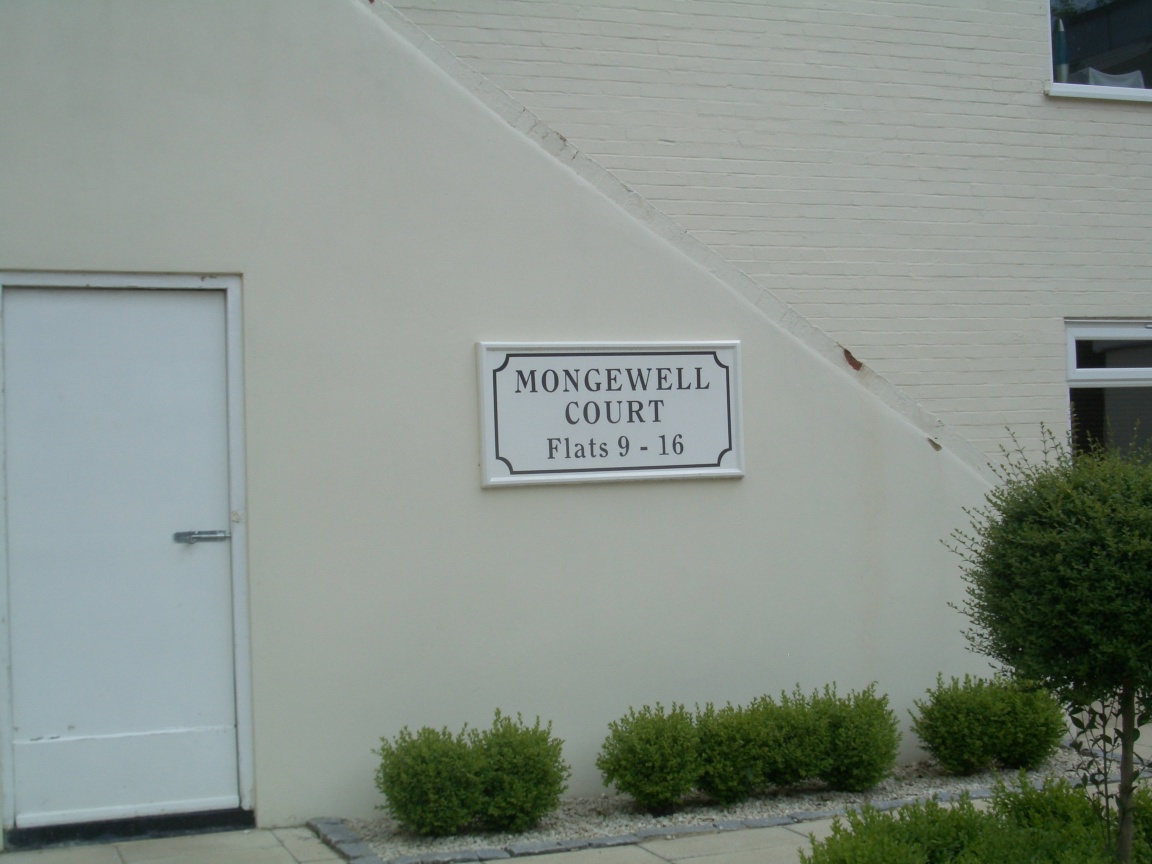 MONGEWELL
COURT
Flats 9 - 16